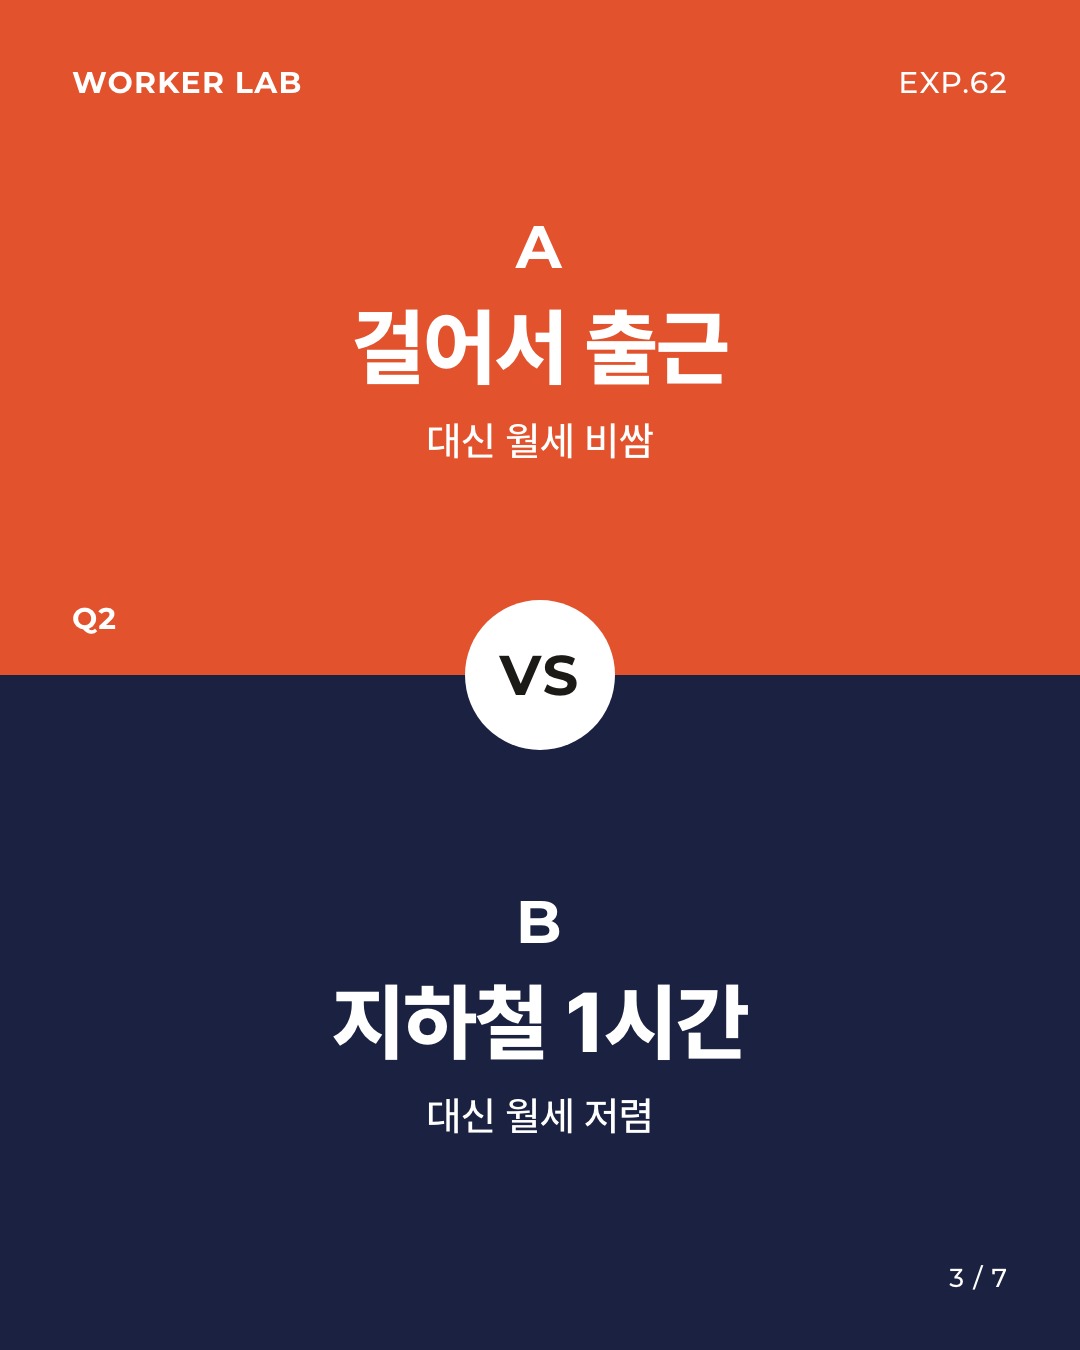 WORKER LAB
EXP.62
A
걸어서 출근
대신 월세 비쌈
Q2
VS
B
지하철 1시간
대신 월세 저렴
3 / 7